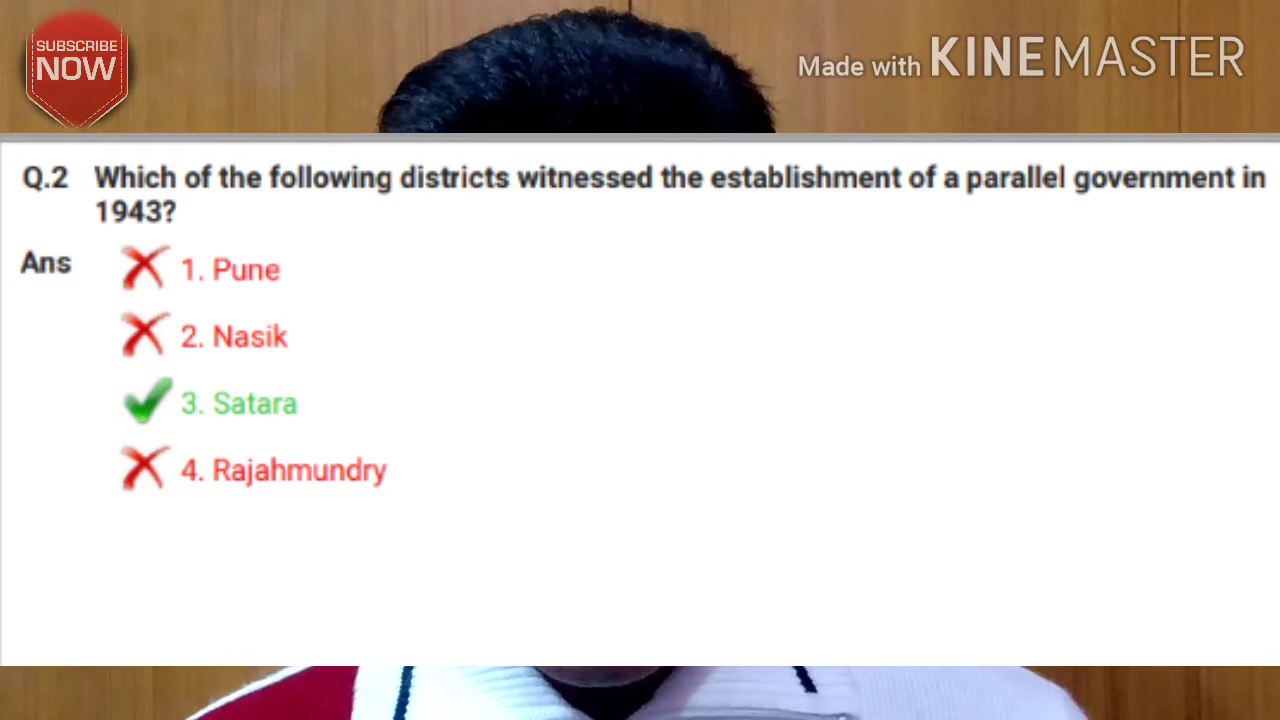 SUBSCRIBE
NOW
Made with KINEMASTER
Q.2 Which of the following districts witnessed the establishment of a parallel government in
1943?
Ans
1. Pune
2. Nasik
3. Satara
4. Rajahmundry